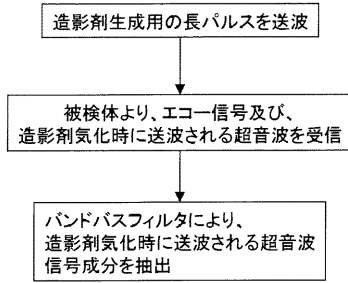 造影剤生成用の長パルスを送波
被検体より、エコー信号及び、
造影剤気化時に送波される超音波を受信
バンドバスフィルタにより、
造影剤気化時に送波される超音波
信号成分を抽出